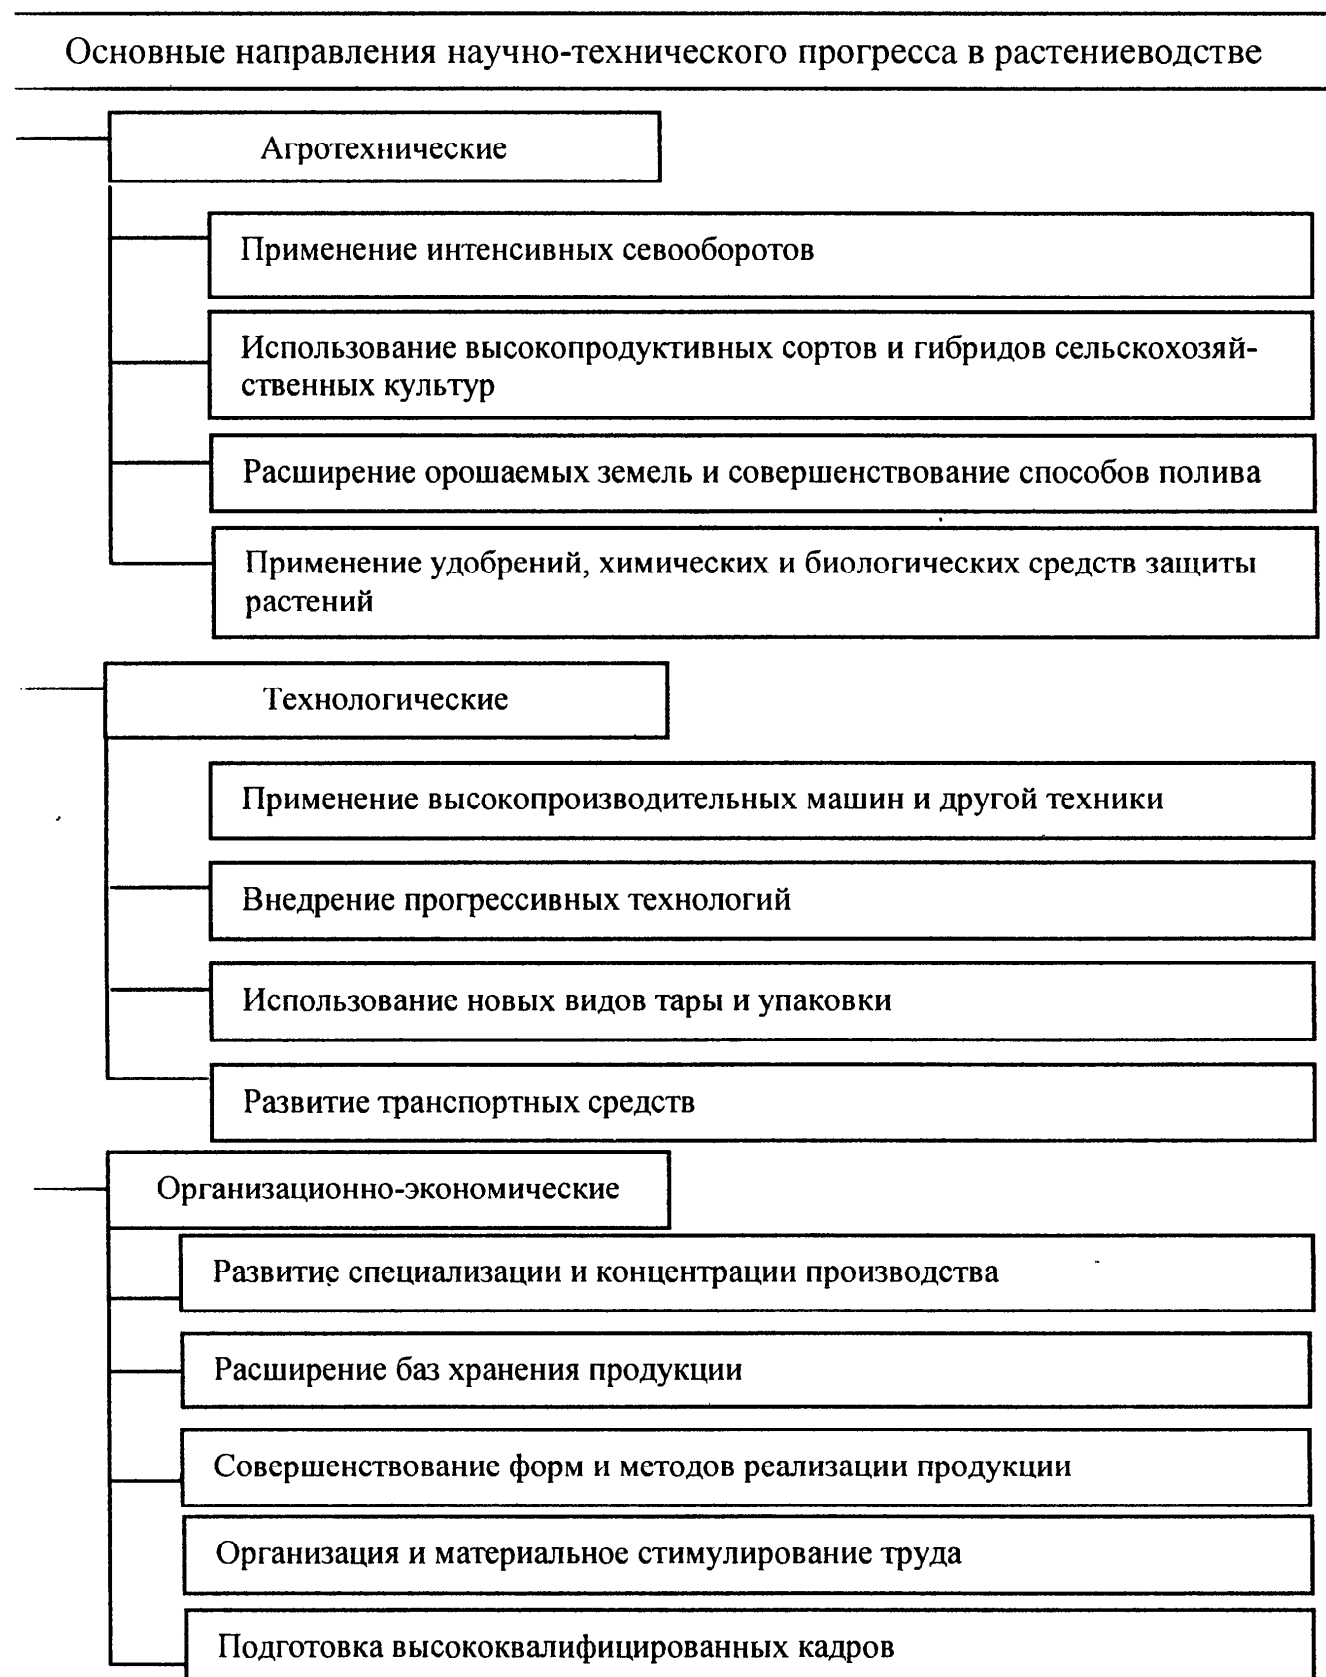 Основные направления научно-технического прогресса в растениеводстве
Агротехнические
Применение интенсивных севооборотов
Использование высокопродуктивных сортов и гибридов сельскохозяй-
ственных культур
Расширение орошаемых земель и совершенствование способов полива
Применение удобрений, химических и биологических средств защиты
растений
Технологические
Применение высокопроизводительных машин и другой техники
Внедрение прогрессивных технологий
Использование новых видов тары и упаковки
Развитие транспортных средств
Организационно-экономические
Развитие специализации и концентрации производства
Расширение баз хранения продукции
Совершенствование форм и методов реализации продукции
Организация и материальное стимулирование труда
Подготовка высококвалифицированных кадров